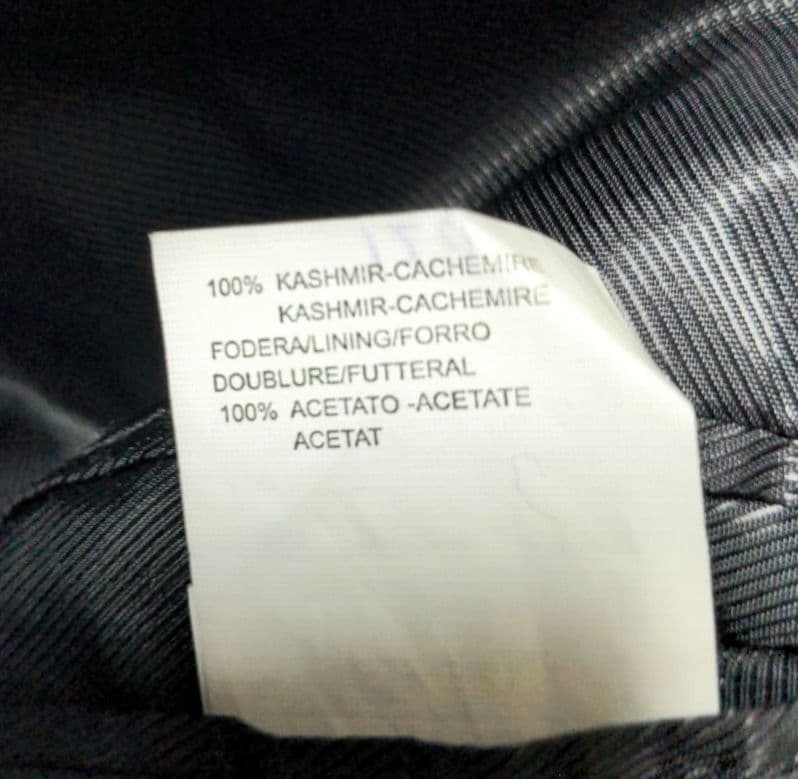 100% KASHMIR-CACHEMIRE
KASHMIR-CACHEMIRE
FODERA/LINING/FORRO
DOUBLURE/FUTTERAL
100% ACETATO -ACETATE
ACETAT